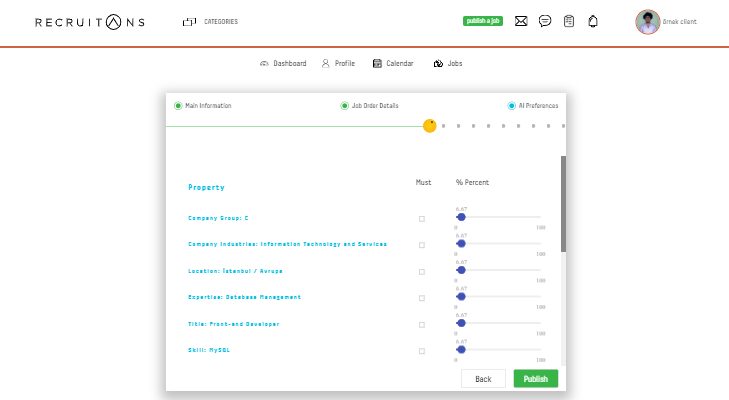 RECRUITONS
CATEGORIES
publish a job
örnek client
Dashboard
Profile
Calendar
Jobs
Main Information
Job Order Details
AI Preferences
Property
Must
% Percent
Company Group: C
6.67
0
100
Company Industries: Information Technology and Services
6.67
0
100
Location: İstanbul / Avrupa
6.67
0
100
Expertise: Database Management
6.67
0
100
Title: Front-end Developer
6.67
0
100
Skill: MySQL
6.67
0
100
Back
Publish